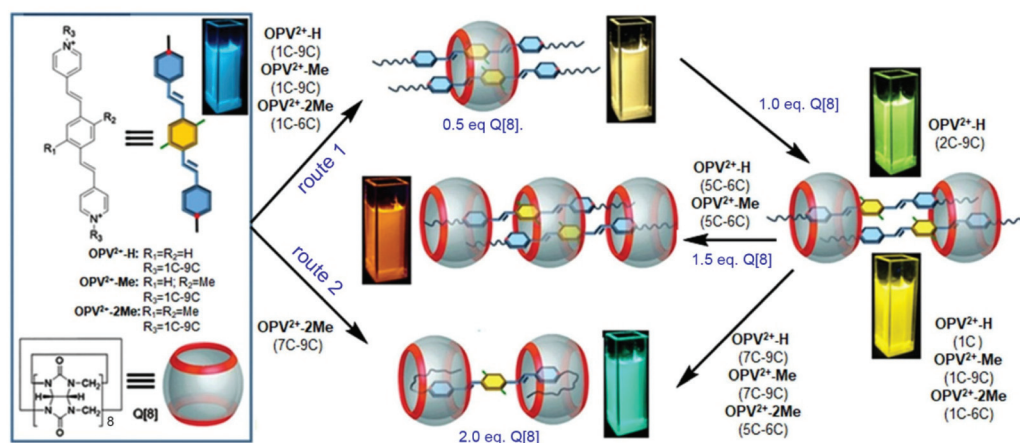 R3
N+
R2
R1
N+
R3
OPV2+-H: R1=R2=H
R3=1C-9C
OPV2+-Me: R1=H; R2=Me
R3=1C-9C
OPV2+-2Me: R1=R2=Me
R3=1C-9C
O
N N CH2
H H
N N CH2
O
8
Q[8]
OPV2+-H
(1C-9C)
OPV2+-Me
(1C-9C)
OPV2+-2Me
(1C-6C)
route 1
route 2
OPV2+-2Me
(7C-9C)
0.5 eq Q[8].
1.0 eq. Q[8]
OPV2+-H
(2C-9C)
OPV2+-H
(5C-6C)
OPV2+-Me
(5C-6C)
1.5 eq. Q[8]
OPV2+-H
(1C)
OPV2+-Me
(1C-9C)
OPV2+-2Me
(1C-6C)
OPV2+-H
(7C-9C)
OPV2+-Me
(7C-9C)
OPV2+-2Me
(5C-6C)
2.0 eq. Q[8]